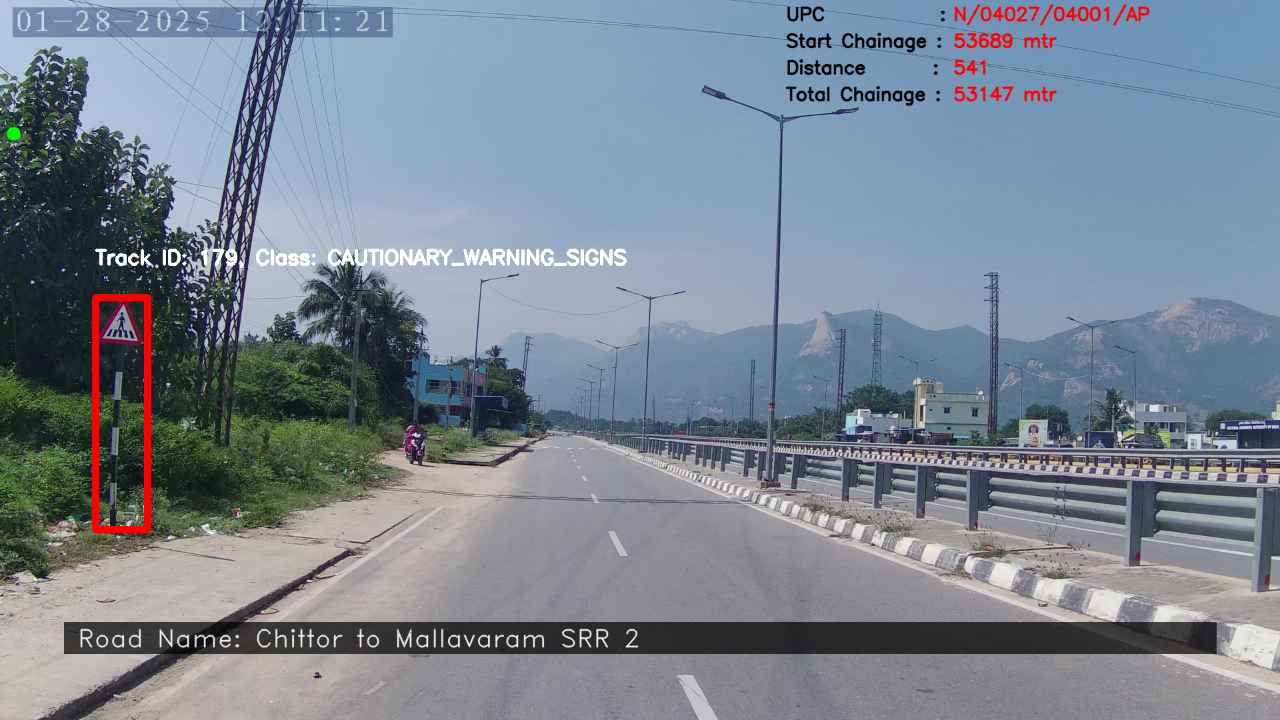 01-28-2025 12:11:21
UPC : N/04027/04001/AP
Start Chainage : 53689 mtr
Distance : 541
Total Chainage : 53147 mtr
Track ID: 179, Class: CAUTIONARY_WARNING_SIGNS
Road Name: Chittor to Mallavaram SRR 2